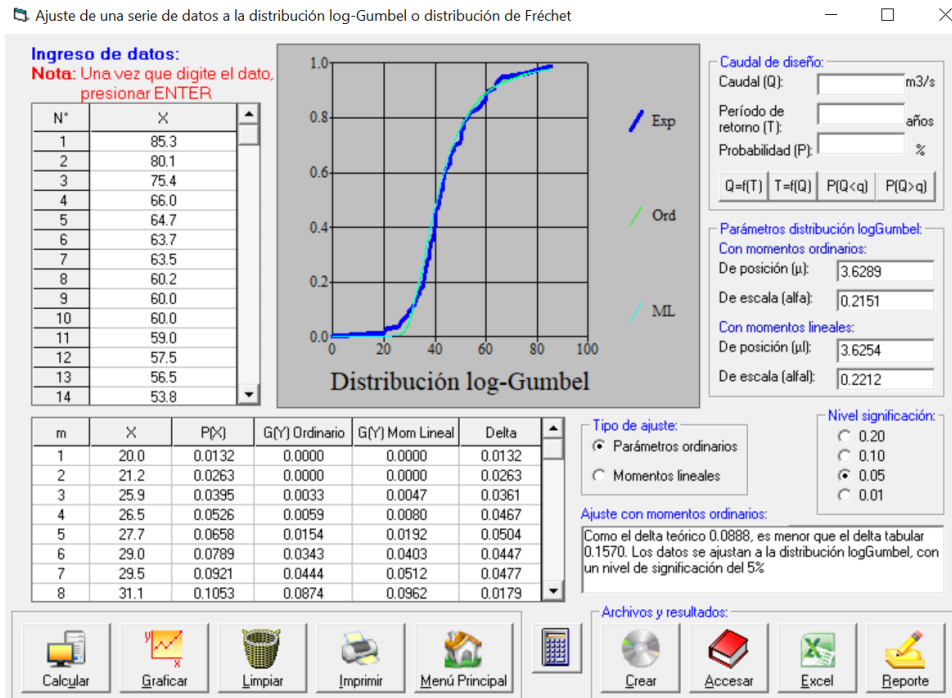 Ajuste de una serie de datos a la distribución log-Gumbel o distribución de Fréchet
Ingreso de datos:
Nota: Una vez que digite el dato,
presionar ENTER
N° X
1 85.3
2 80.1
3 75.4
4 66.0
5 64.7
6 63.7
7 63.5
8 60.2
9 60.0
10 60.0
11 59.0
12 57.5
13 56.5
14 53.8
1.0
0.8
0.6
0.4
0.2
0.0
0 20 40 60 80 100
Distribución log-Gumbel
Exp
Ord
ML
Caudal de diseño:
Caudal (Q): m3/s
Período de
retorno (T): años
Probabilidad (P): %
Q=f(T) T=f(Q) P(Q<q) P(Q>q)
Parámetros distribución logGumbel:
Con momentos ordinarios:
De posición (µ): 3.6289
De escala (alfa): 0.2151
Con momentos lineales:
De posición (µl): 3.6254
De escala (alfal): 0.2212
m X P(X) G(Y) Ordinario G(Y) Mom Lineal Delta
1 20.0 0.0132 0.0000 0.0000 0.0132
2 21.2 0.0263 0.0000 0.0000 0.0263
3 25.9 0.0395 0.0033 0.0047 0.0361
4 26.5 0.0526 0.0059 0.0080 0.0467
5 27.7 0.0658 0.0154 0.0192 0.0504
6 29.0 0.0789 0.0343 0.0403 0.0447
7 29.5 0.0921 0.0444 0.0512 0.0477
8 31.1 0.1053 0.0874 0.0962 0.0179
Tipo de ajuste:
Parámetros ordinarios
Momentos lineales
Nivel significación:
0.20
0.10
0.05
0.01
Ajuste con momentos ordinarios:
Como el delta teórico 0.0888, es menor que el delta tabular
0.1570. Los datos se ajustan a la distribución logGumbel, con
un nivel de significación del 5%
Calcular
Graficar
Limpiar
Imprimir
Menú Principal
Archivos y resultados:
Crear
Accesar
Excel
Reporte